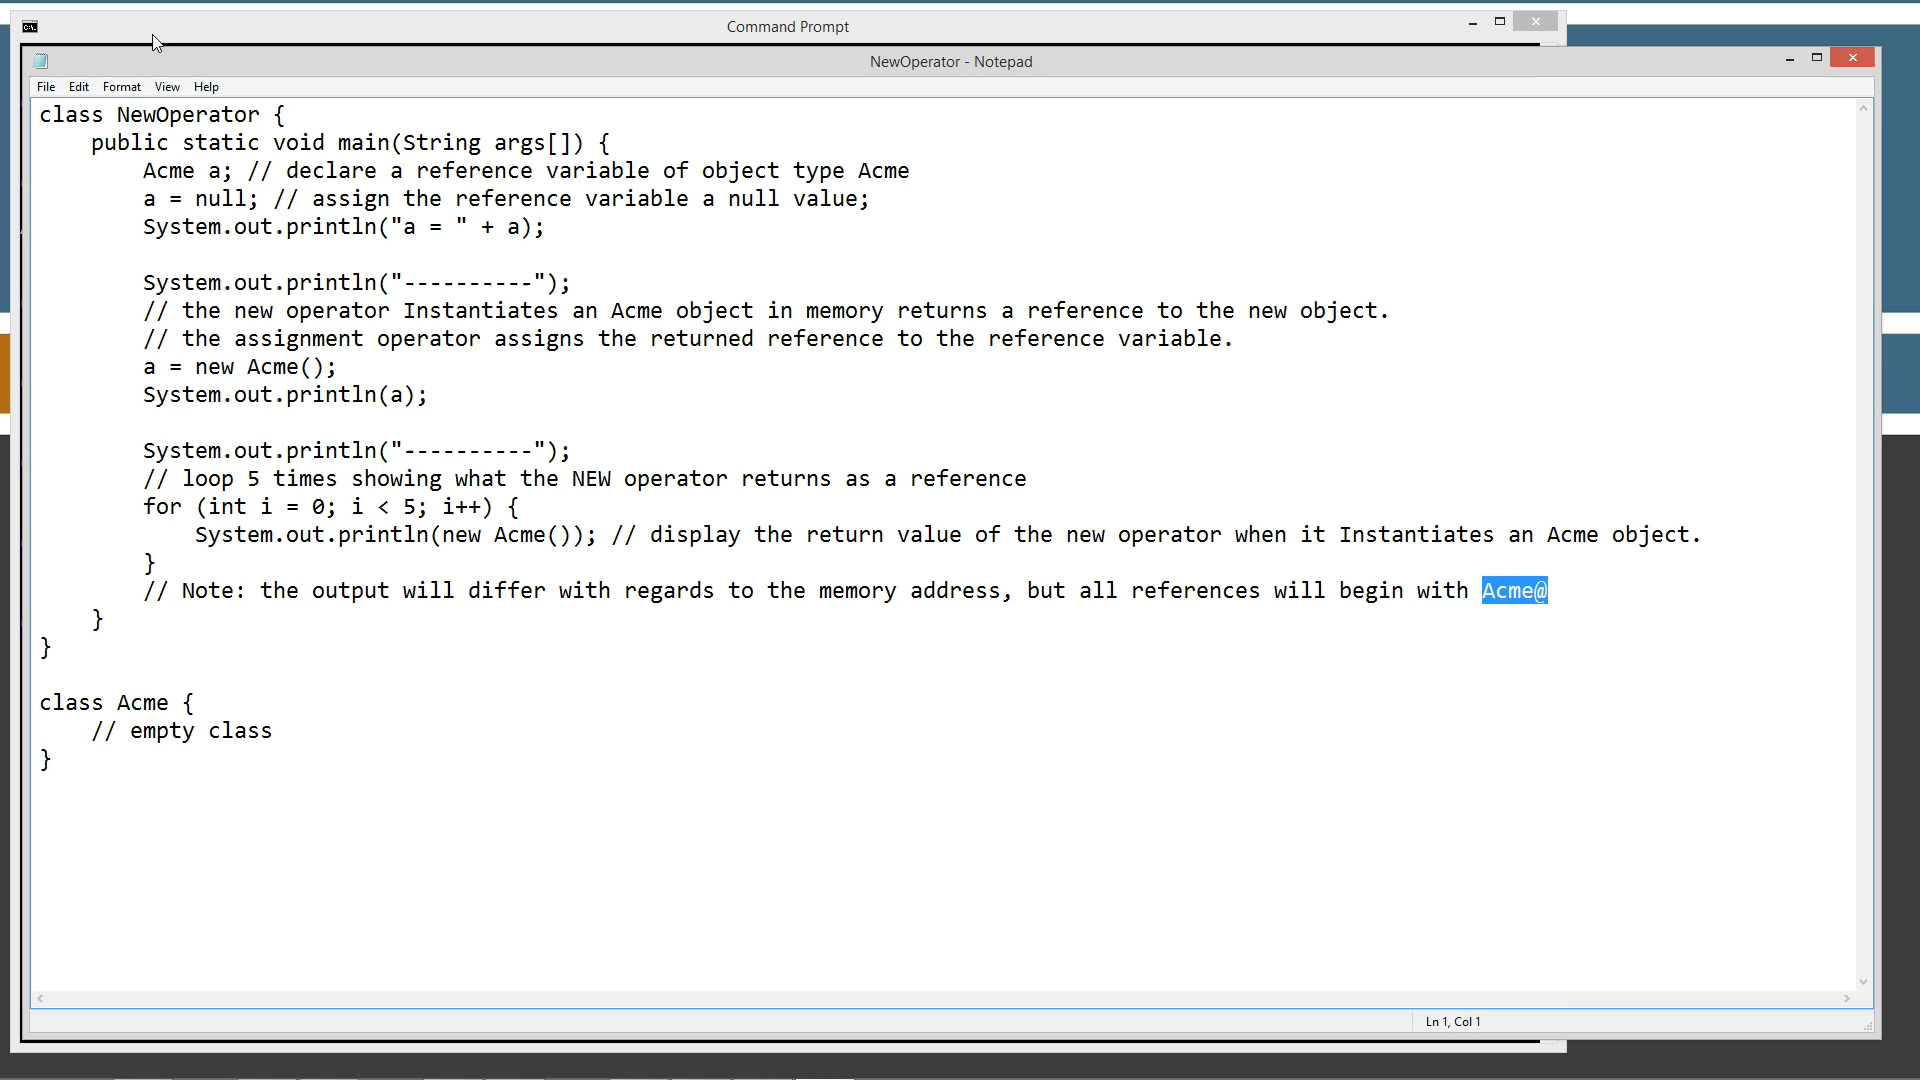 Command Prompt
NewOperator - Notepad
File Edit Format View Help
class NewOperator {
    public static void main(String args[]) {
        Acme a; // declare a reference variable of object type Acme
        a = null; // assign the reference variable a null value;
        System.out.println("a = " + a);

        System.out.println("----------");
        // the new operator Instantiates an Acme object in memory returns a reference to the new object.
        // the assignment operator assigns the returned reference to the reference variable.
        a = new Acme();
        System.out.println(a);

        System.out.println("----------");
        // loop 5 times showing what the NEW operator returns as a reference
        for (int i = 0; i < 5; i++) {
            System.out.println(new Acme()); // display the return value of the new operator when it Instantiates an Acme object.
        }
        // Note: the output will differ with regards to the memory address, but all references will begin with Acme@
    }
}

class Acme {
    // empty class
}
Ln 1, Col 1